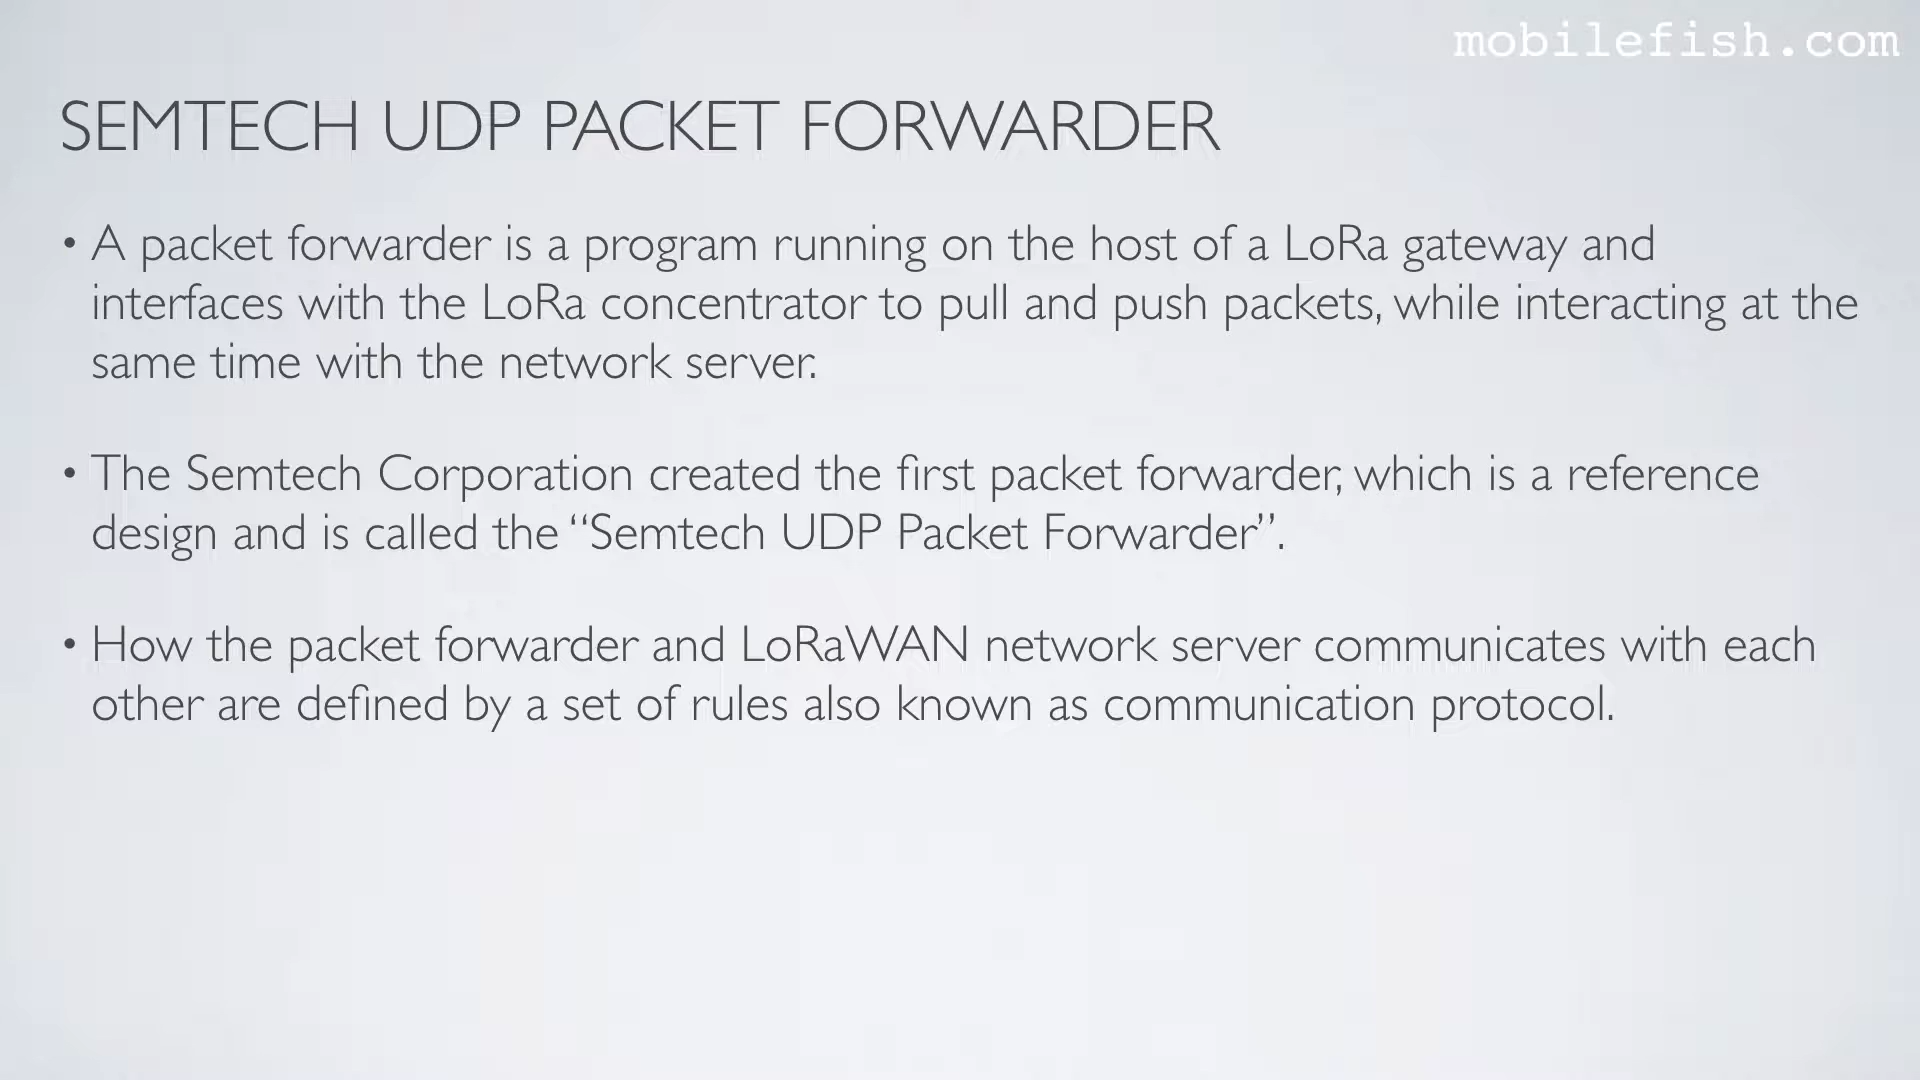 mobilefish.com
SEMTECH UDP PACKET FORWARDER
• A packet forwarder is a program running on the host of a LoRa gateway and
interfaces with the LoRa concentrator to pull and push packets, while interacting at the
same time with the network server.
• The Semtech Corporation created the first packet forwarder, which is a reference
design and is called the “Semtech UDP Packet Forwarder”.
• How the packet forwarder and LoRaWAN network server communicates with each
other are defined by a set of rules also known as communication protocol.